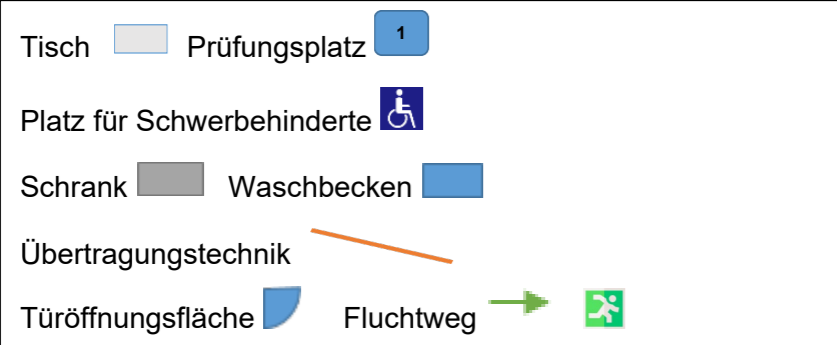 Tisch Prüfungsplatz 1
Platz für Schwerbehinderte
Schrank Waschbecken
Übertragungstechnik
Türöffnungsfläche Fluchtweg